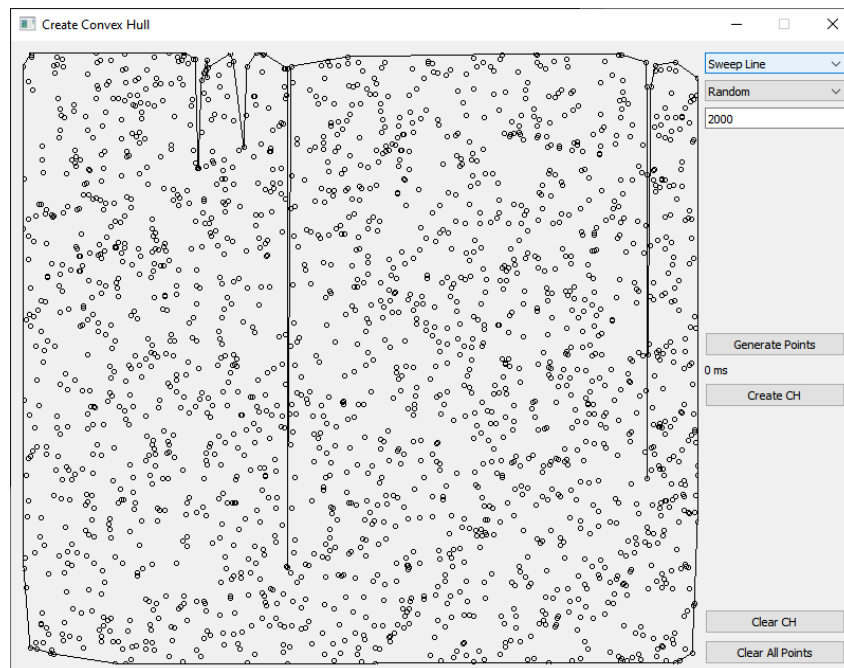 Create Convex Hull
Sweep Line
Random
2000
Generate Points
0 ms
Create CH
Clear CH
Clear All Points